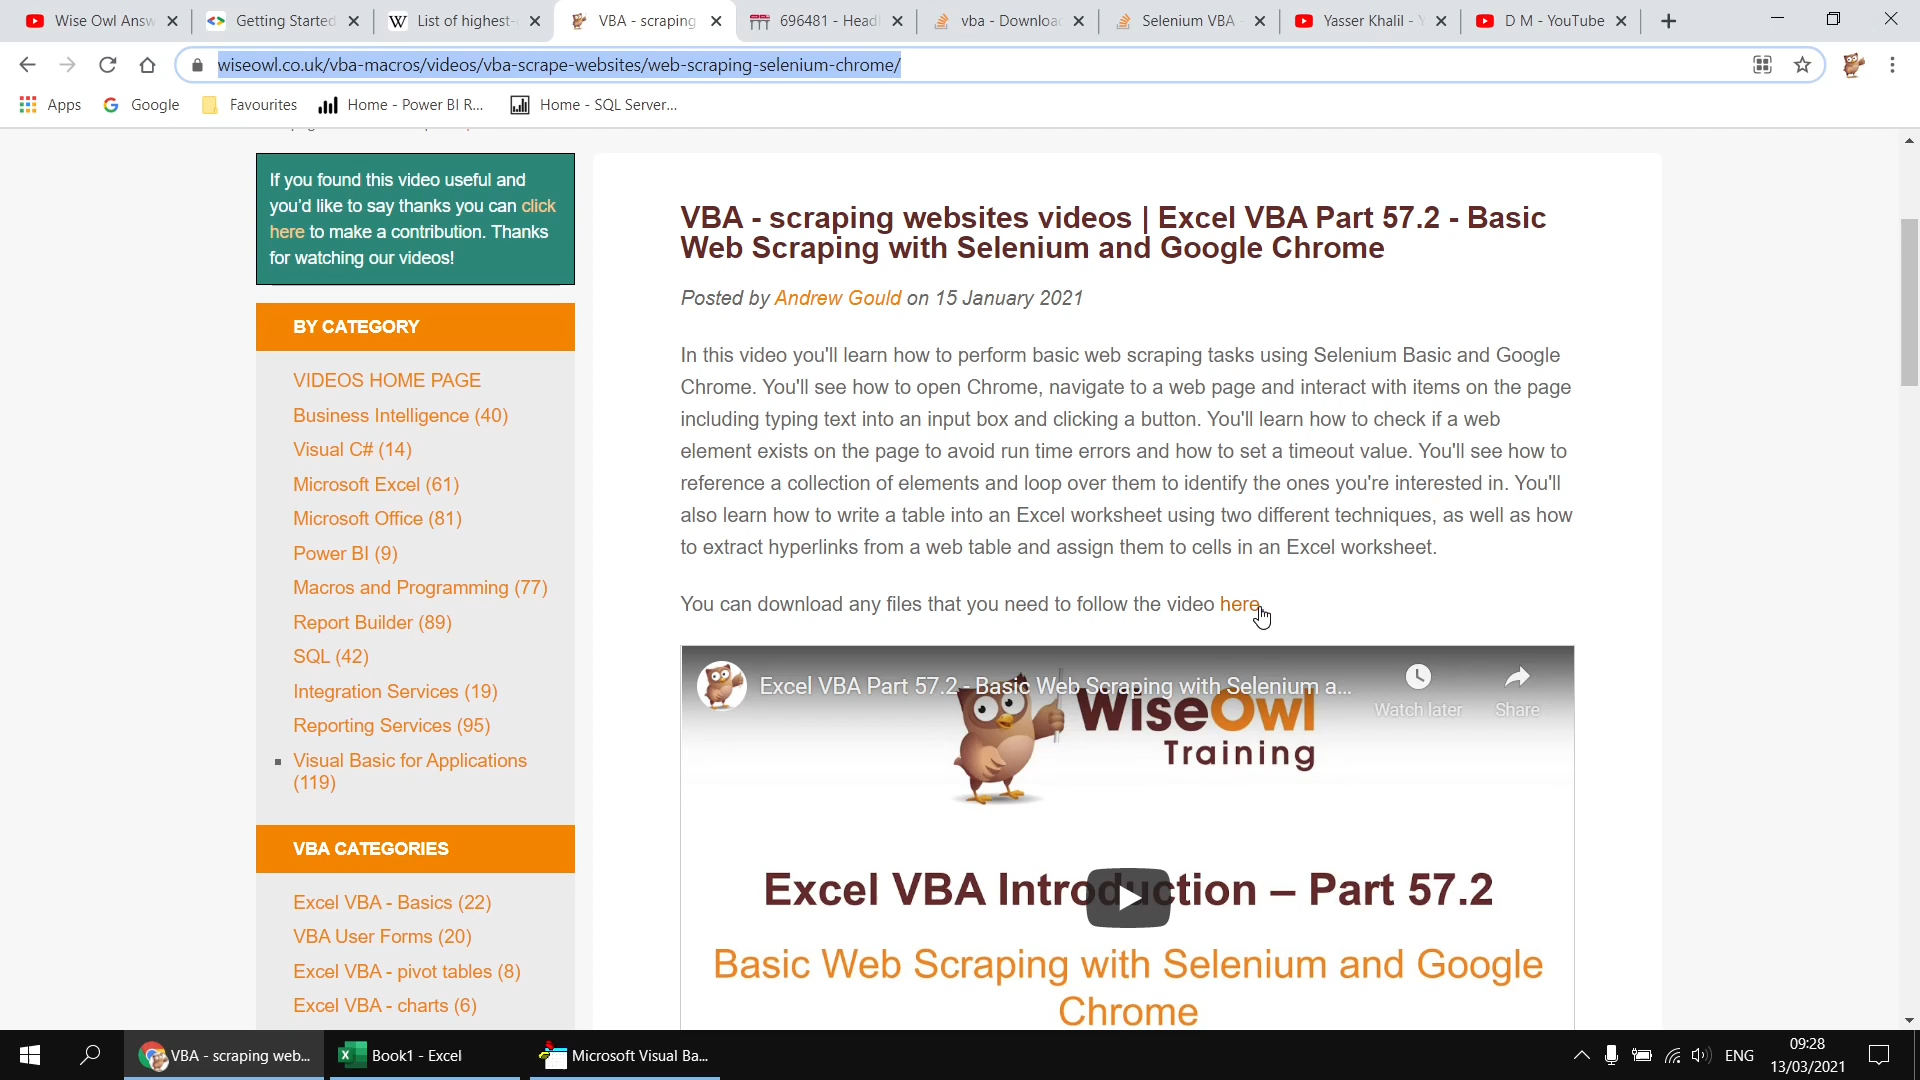 Wise Owl Answ
Getting Started
List of highest-
VBA - scraping
696481 - Headl
vba - Downloac
Selenium VBA
Yasser Khalil - Y
D M - YouTube
wiseowl.co.uk/vba-macros/videos/vba-scrape-websites/web-scraping-selenium-chrome/
Apps
Google
Favourites
Home - Power BI R...
Home - SQL Server...
If you found this video useful and
you'd like to say thanks you can click
here to make a contribution. Thanks
for watching our videos!
BY CATEGORY
VIDEOS HOME PAGE
Business Intelligence (40)
Visual C# (14)
Microsoft Excel (61)
Microsoft Office (81)
Power BI (9)
Macros and Programming (77)
Report Builder (89)
SQL (42)
Integration Services (19)
Reporting Services (95)
Visual Basic for Applications
(119)
VBA CATEGORIES
Excel VBA - Basics (22)
VBA User Forms (20)
Excel VBA - pivot tables (8)
Excel VBA - charts (6)
VBA - scraping websites videos | Excel VBA Part 57.2 - Basic
Web Scraping with Selenium and Google Chrome
Posted by Andrew Gould on 15 January 2021
In this video you'll learn how to perform basic web scraping tasks using Selenium Basic and Google
Chrome. You'll see how to open Chrome, navigate to a web page and interact with items on the page
including typing text into an input box and clicking a button. You'll learn how to check if a web
element exists on the page to avoid run time errors and how to set a timeout value. You'll see how to
reference a collection of elements and loop over them to identify the ones you're interested in. You'll
also learn how to write a table into an Excel worksheet using two different techniques, as well as how
to extract hyperlinks from a web table and assign them to cells in an Excel worksheet.
You can download any files that you need to follow the video here
Excel VBA Part 57.2 - Basic Web Scraping with Selenium a...
Watch later
Share
WiseOwl
Training
Excel VBA Introduction – Part 57.2
Basic Web Scraping with Selenium and Google
Chrome
VBA - scraping web...
Book1 - Excel
Microsoft Visual Ba...
ENG
09:28
13/03/2021